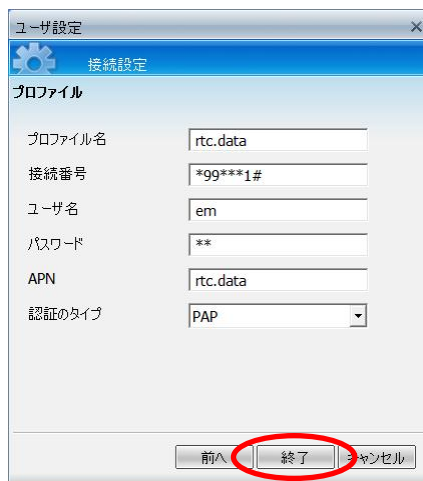 ユーザ設定
接続設定
プロファイル
プロファイル名 rtc.data
接続番号 *99***1#
ユーザ名 em
パスワード **
APN rtc.data
認証のタイプ PAP
前へ 終了 キャンセル